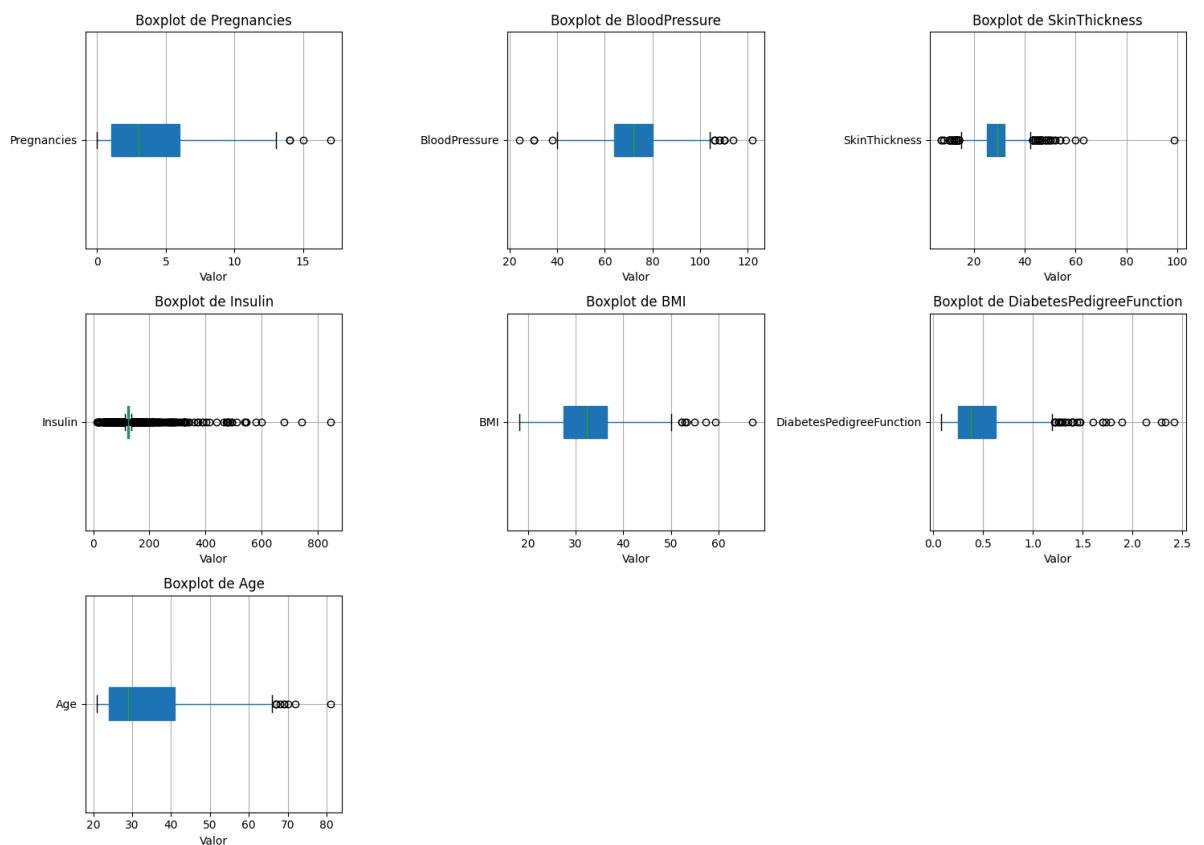 Boxplot de Pregnancies
Pregnancies
0 5 10 15
Valor
Boxplot de BloodPressure
BloodPressure
20 40 60 80 100 120
Valor
Boxplot de SkinThickness
SkinThickness
20 40 60 80 100
Valor
Boxplot de Insulin
Insulin
0 200 400 600 800
Valor
Boxplot de BMI
BMI
20 30 40 50 60
Valor
Boxplot de DiabetesPedigreeFunction
DiabetesPedigreeFunction
0.0 0.5 1.0 1.5 2.0 2.5
Valor
Boxplot de Age
Age
20 30 40 50 60 70 80
Valor